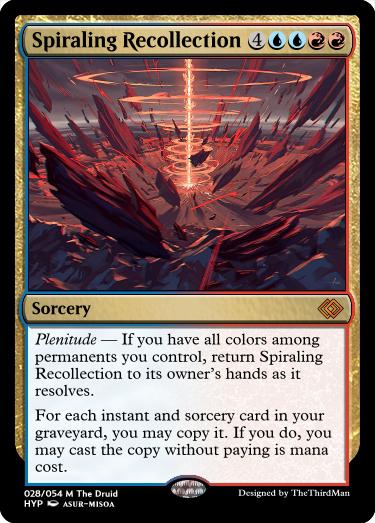 Spiraling Recollection 4
Sorcery
Plenitude — If you have all colors among
permanents you control, return Spiraling
Recollection to its owner's hands as it
resolves.
For each instant and sorcery card in your
graveyard, you may copy it. If you do, you
may cast the copy without paying is mana
cost.
028/054 M The Druid
Designed by TheThirdMan
HYP ASUR-MISOA